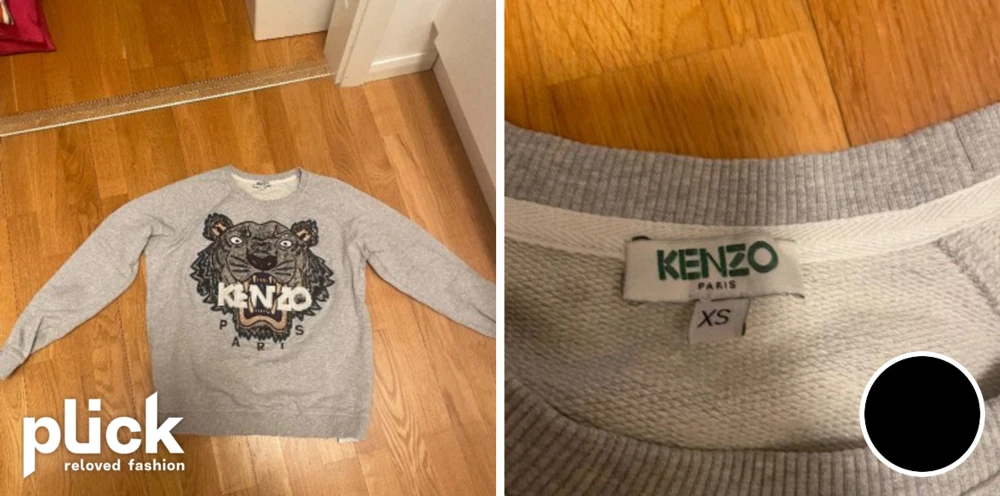 KENZO
PARIS
plick
reloved fashion
KENZO
PARIS
XS